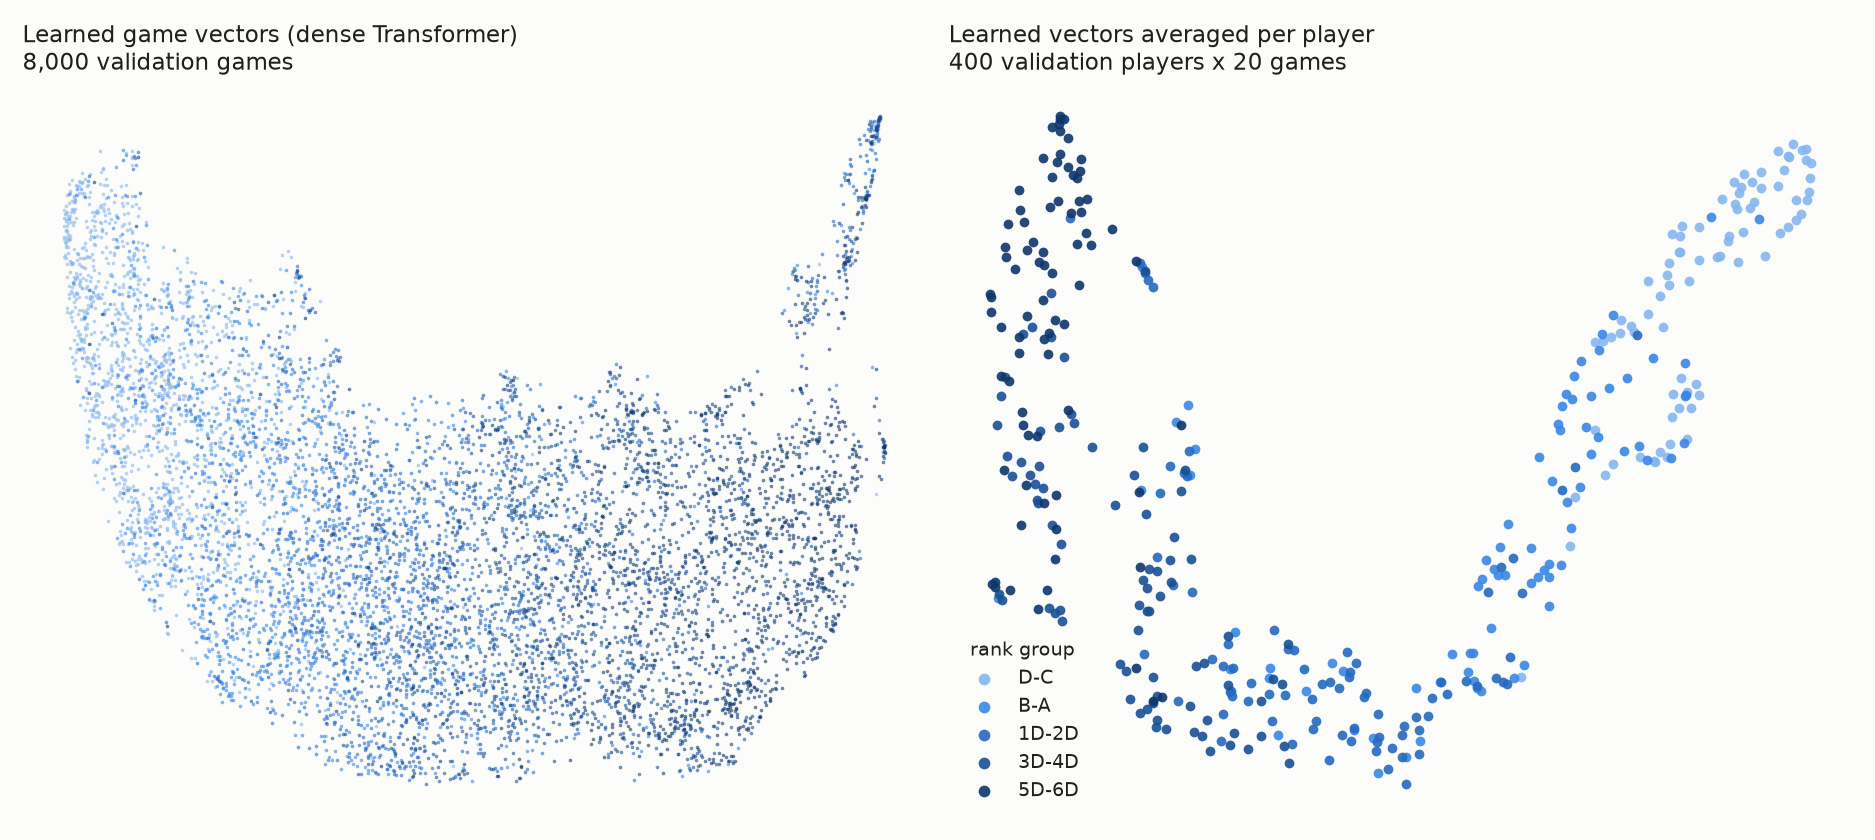 Learned game vectors (dense Transformer)
8,000 validation games
Learned vectors averaged per player
400 validation players x 20 games
rank group
D-C
B-A
1D-2D
3D-4D
5D-6D